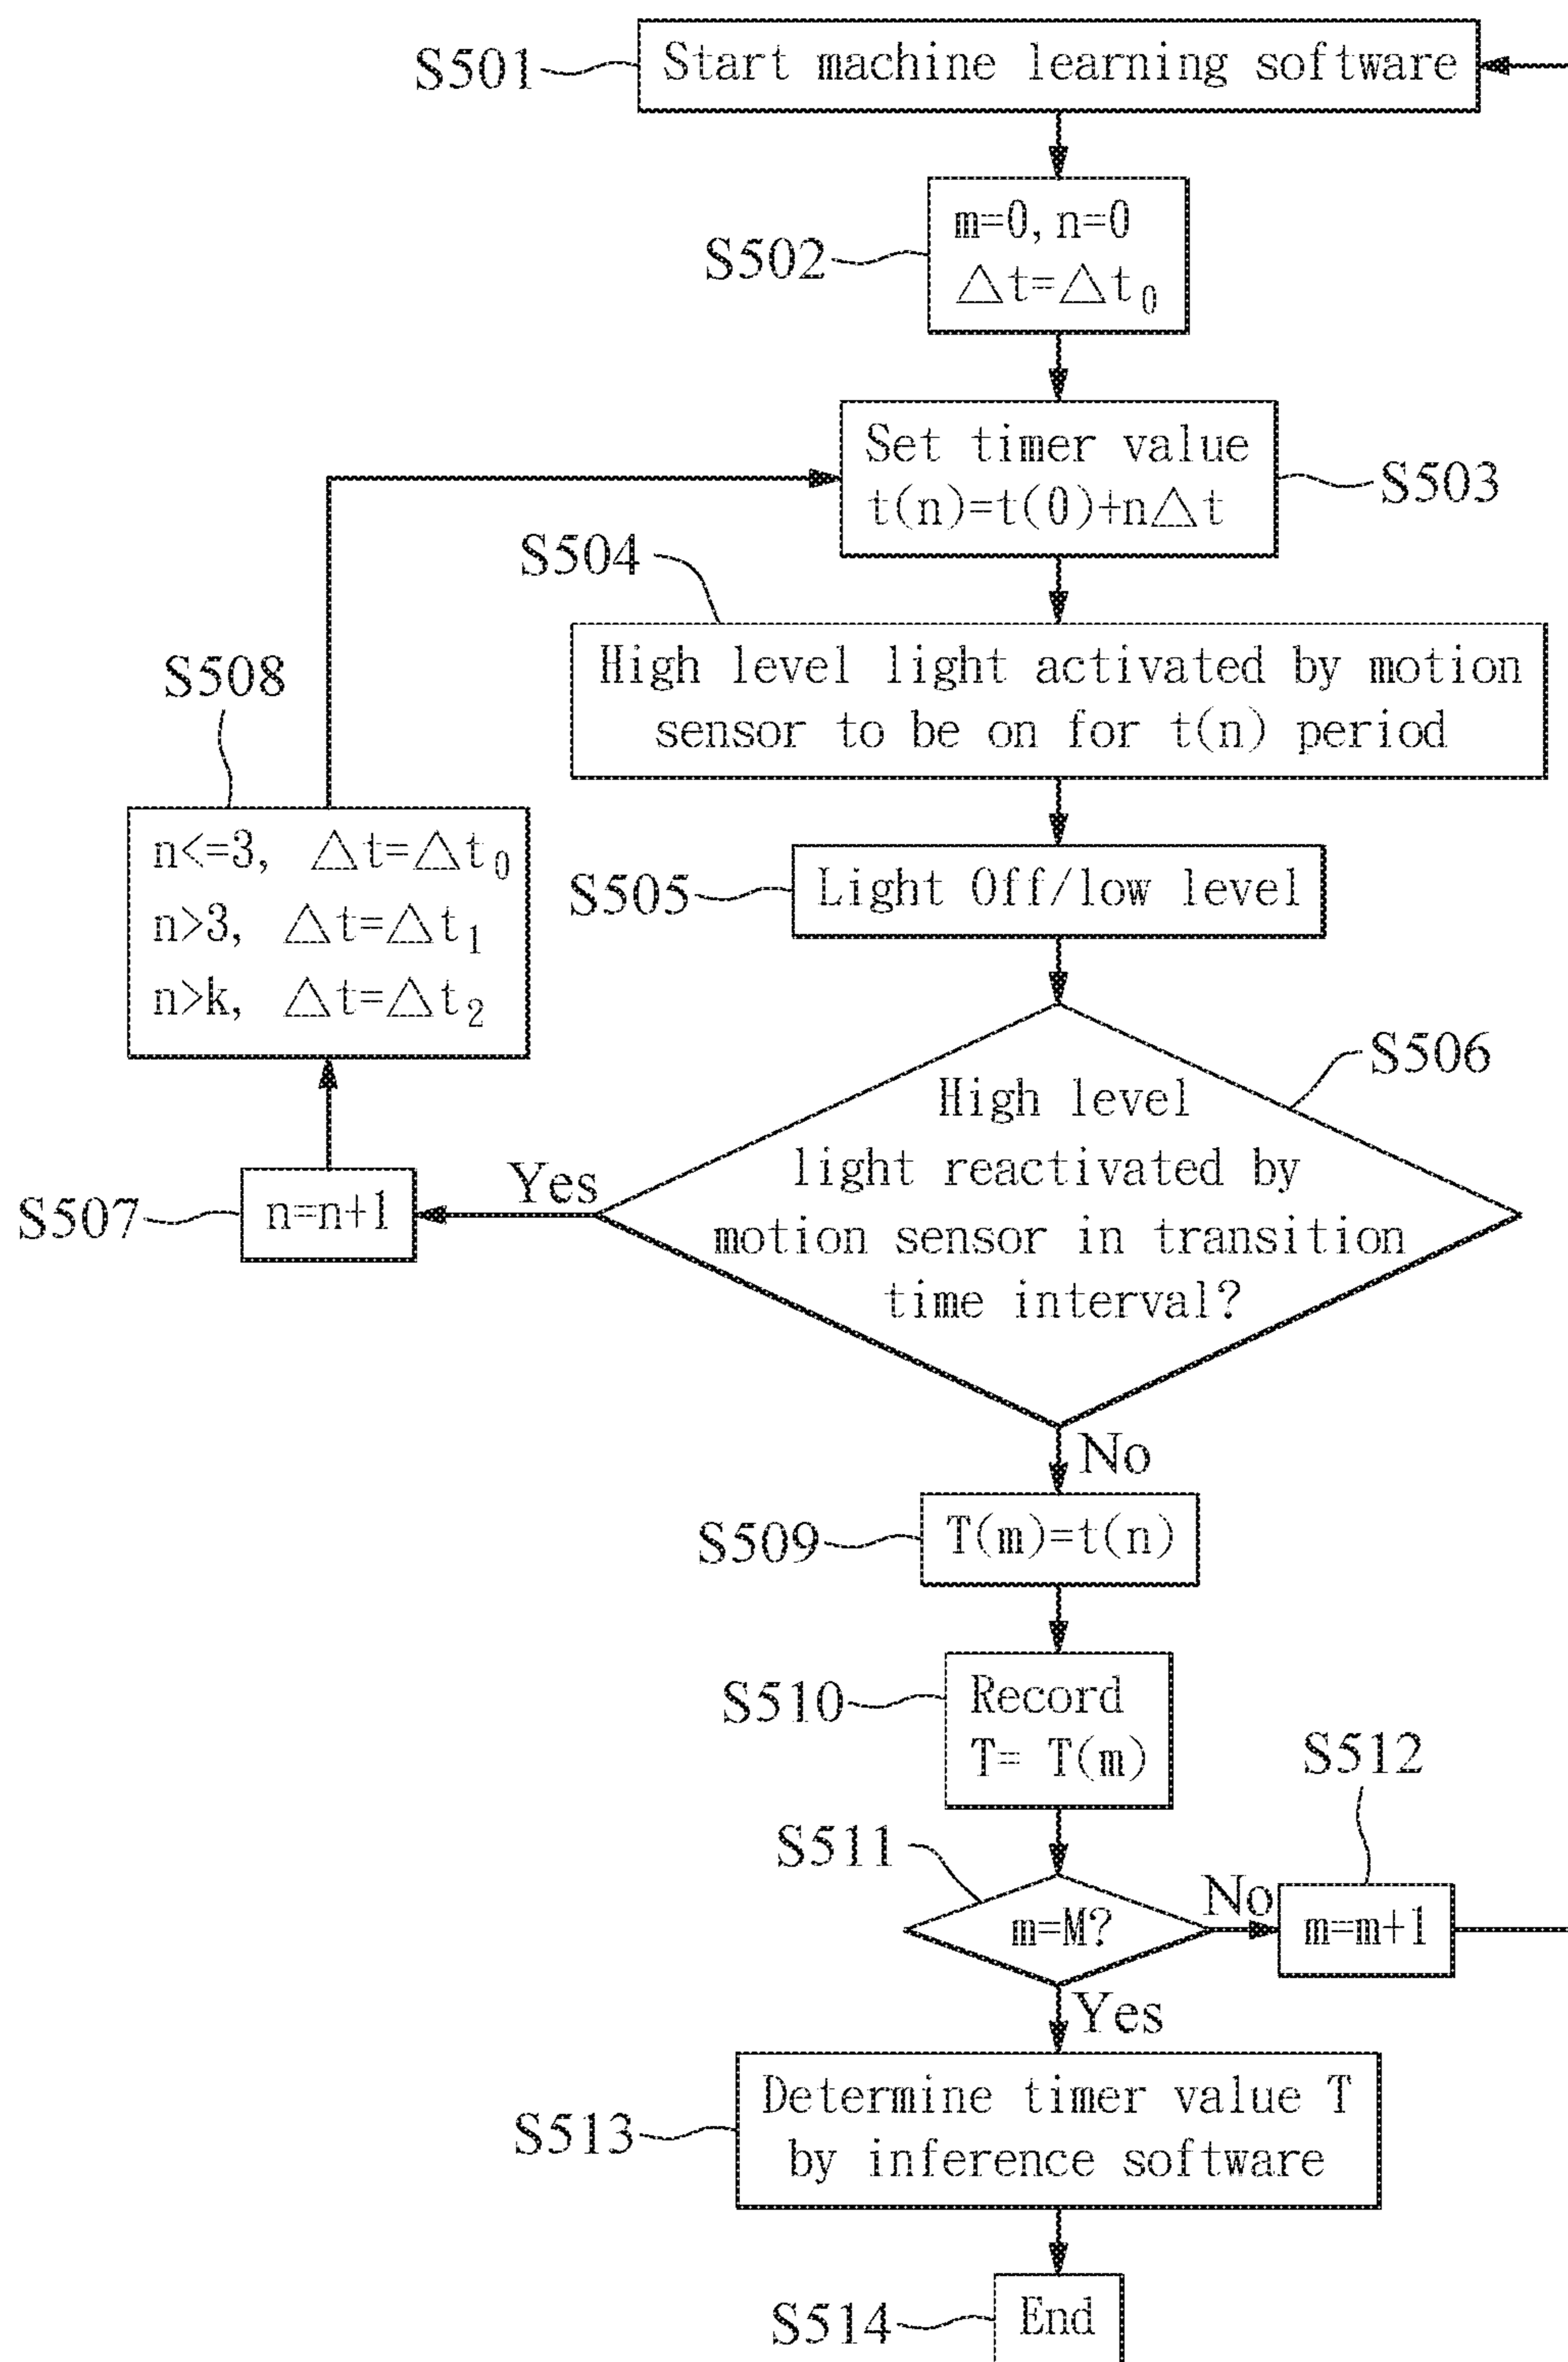 S501
Start machine learning software
S502
m=0, n=0
△t=△t₀
Set timer value
t(n)=t(0)+n△t
S503
S504
High level light activated by motion
sensor to be on for t(n) period
S508
n<=3, △t=△t₀
n>3, △t=△t₁
n>k, △t=△t₂
S505
Light Off/low level
S506
High level
light reactivated by
motion sensor in transition
time interval?
Yes
S507
n=n+1
No
S509
T(m)=t(n)
S510
Record
T= T(m)
S511
m=M?
No
S512
m=m+1
Yes
S513
Determine timer value T
by inference software
S514
End